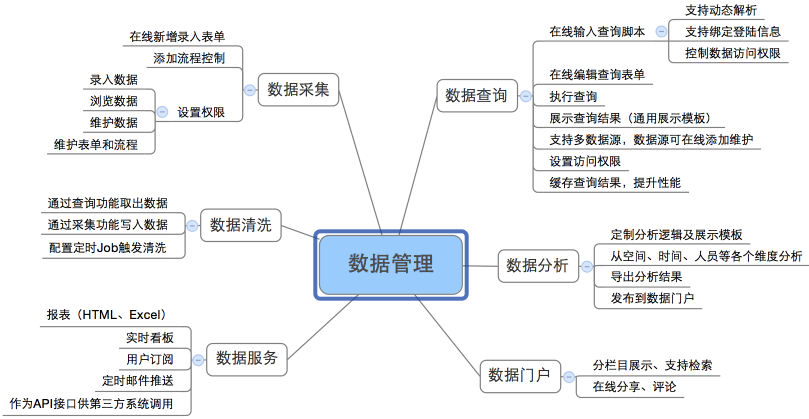 数据管理
数据采集
在线新增录入表单
添加流程控制
设置权限
录入数据
浏览数据
维护数据
维护表单和流程
数据清洗
通过查询功能取出数据
通过采集功能写入数据
配置定时Job触发清洗
数据服务
报表（HTML、Excel）
实时看板
用户订阅
定时邮件推送
作为API接口供第三方系统调用
数据查询
在线输入查询脚本
支持动态解析
支持绑定登陆信息
控制数据访问权限
在线编辑查询表单
执行查询
展示查询结果（通用展示模板）
支持多数据源，数据源可在线添加维护
设置访问权限
缓存查询结果，提升性能
数据分析
定制分析逻辑及展示模板
从空间、时间、人员等各个维度分析
导出分析结果
发布到数据门户
数据门户
分栏目展示、支持检索
在线分享、评论